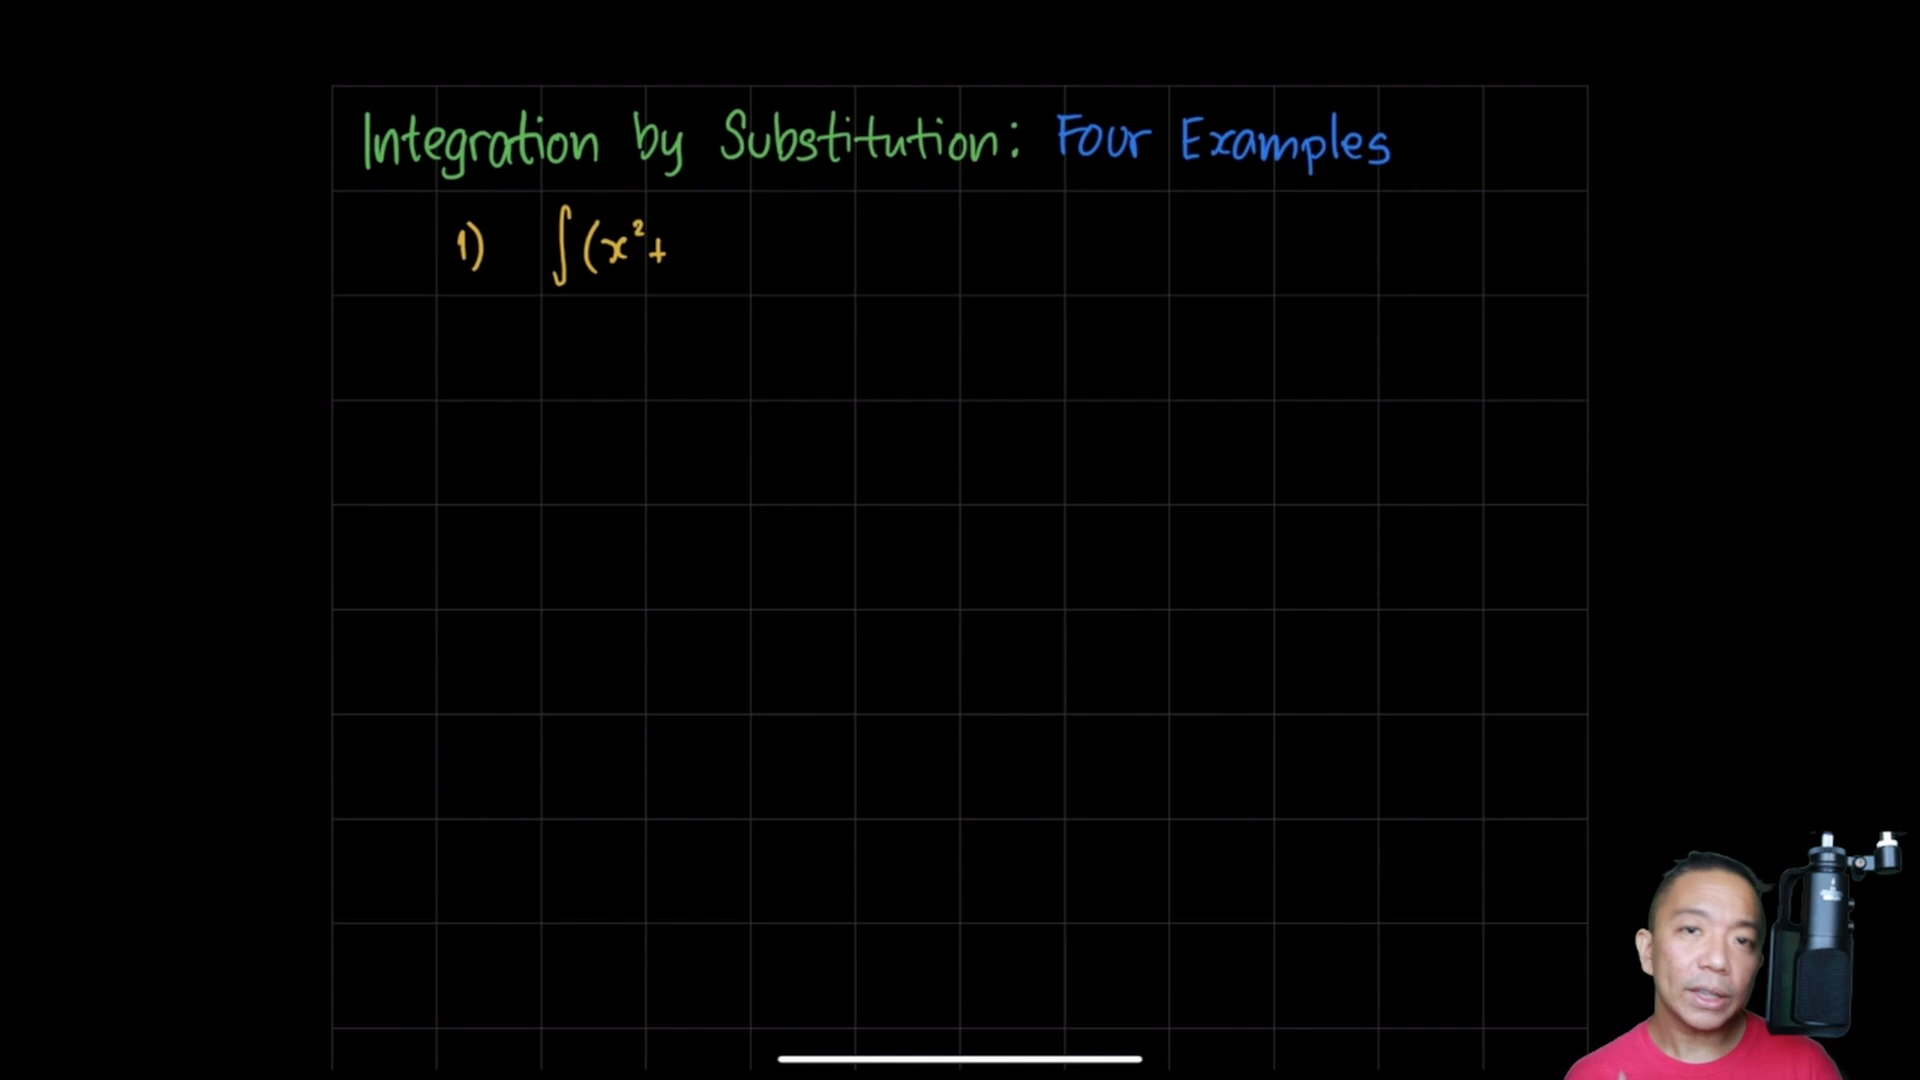 Integration by Substitution: Four Examples
1) ∫(x²+